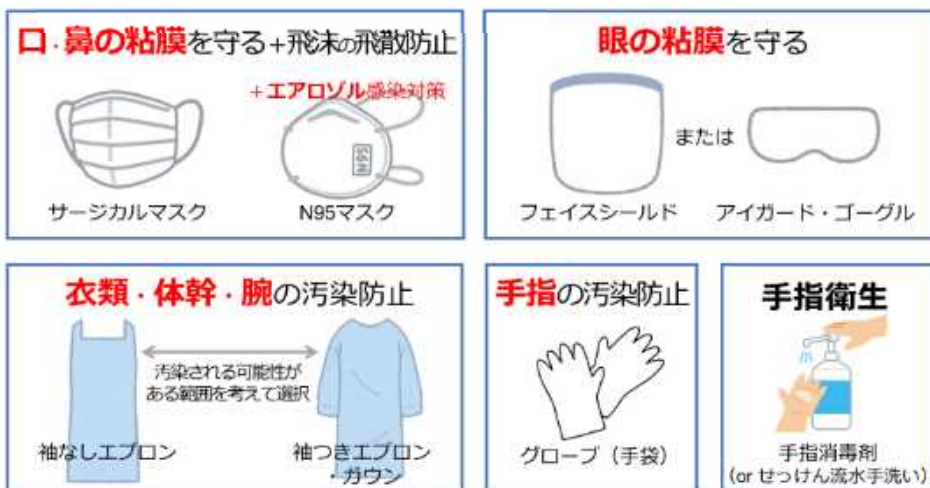 口・鼻の粘膜を守る+飛沫の飛散防止
+エアロゾル感染対策
N95
サージカルマスク
N95マスク
眼の粘膜を守る
または
フェイスシールド
アイガード・ゴーグル
衣類・体幹・腕の汚染防止
汚染される可能性が
ある範囲を考えて選択
袖なしエプロン
袖つきエプロン
・ガウン
手指の汚染防止
グローブ（手袋）
手指衛生
手指消毒剤
(or せっけん流水手洗い)